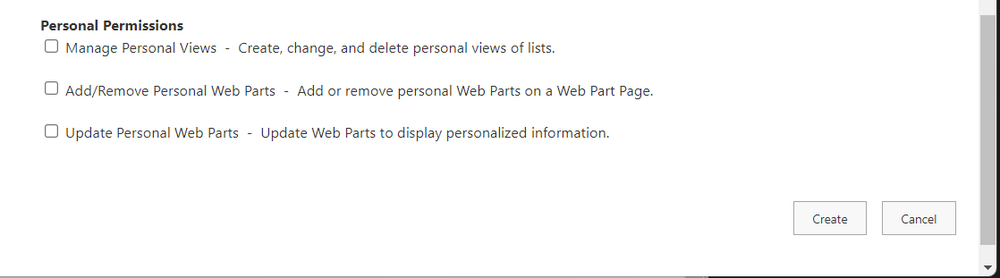 Personal Permissions
Manage Personal Views - Create, change, and delete personal views of lists.
Add/Remove Personal Web Parts - Add or remove personal Web Parts on a Web Part Page.
Update Personal Web Parts - Update Web Parts to display personalized information.
Create Cancel